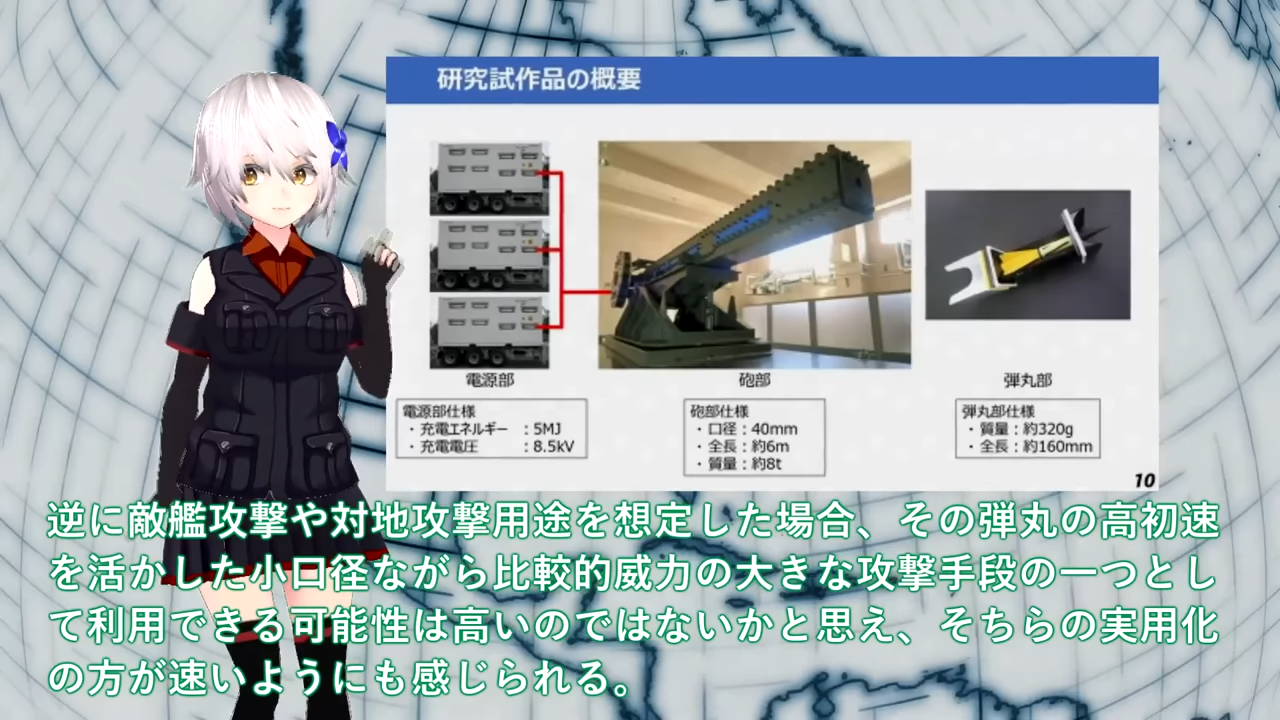 研究試作品の概要
電源部
砲部
弾丸部
電源部仕様
・充電エネルギー ：5MJ
・充電電圧 ：8.5kV
砲部仕様
・口径：40mm
・全長：約6m
・質量：約8t
弾丸部仕様
・質量：約320g
・全長：約160mm
10
逆に敵艦攻撃や対地攻撃用途を想定した場合、その弾丸の高初速
を活かした小口径ながら比較的威力の大きな攻撃手段の一つとし
て利用できる可能性は高いのではないかと思え、そちらの実用化
の方が速いようにも感じられる。